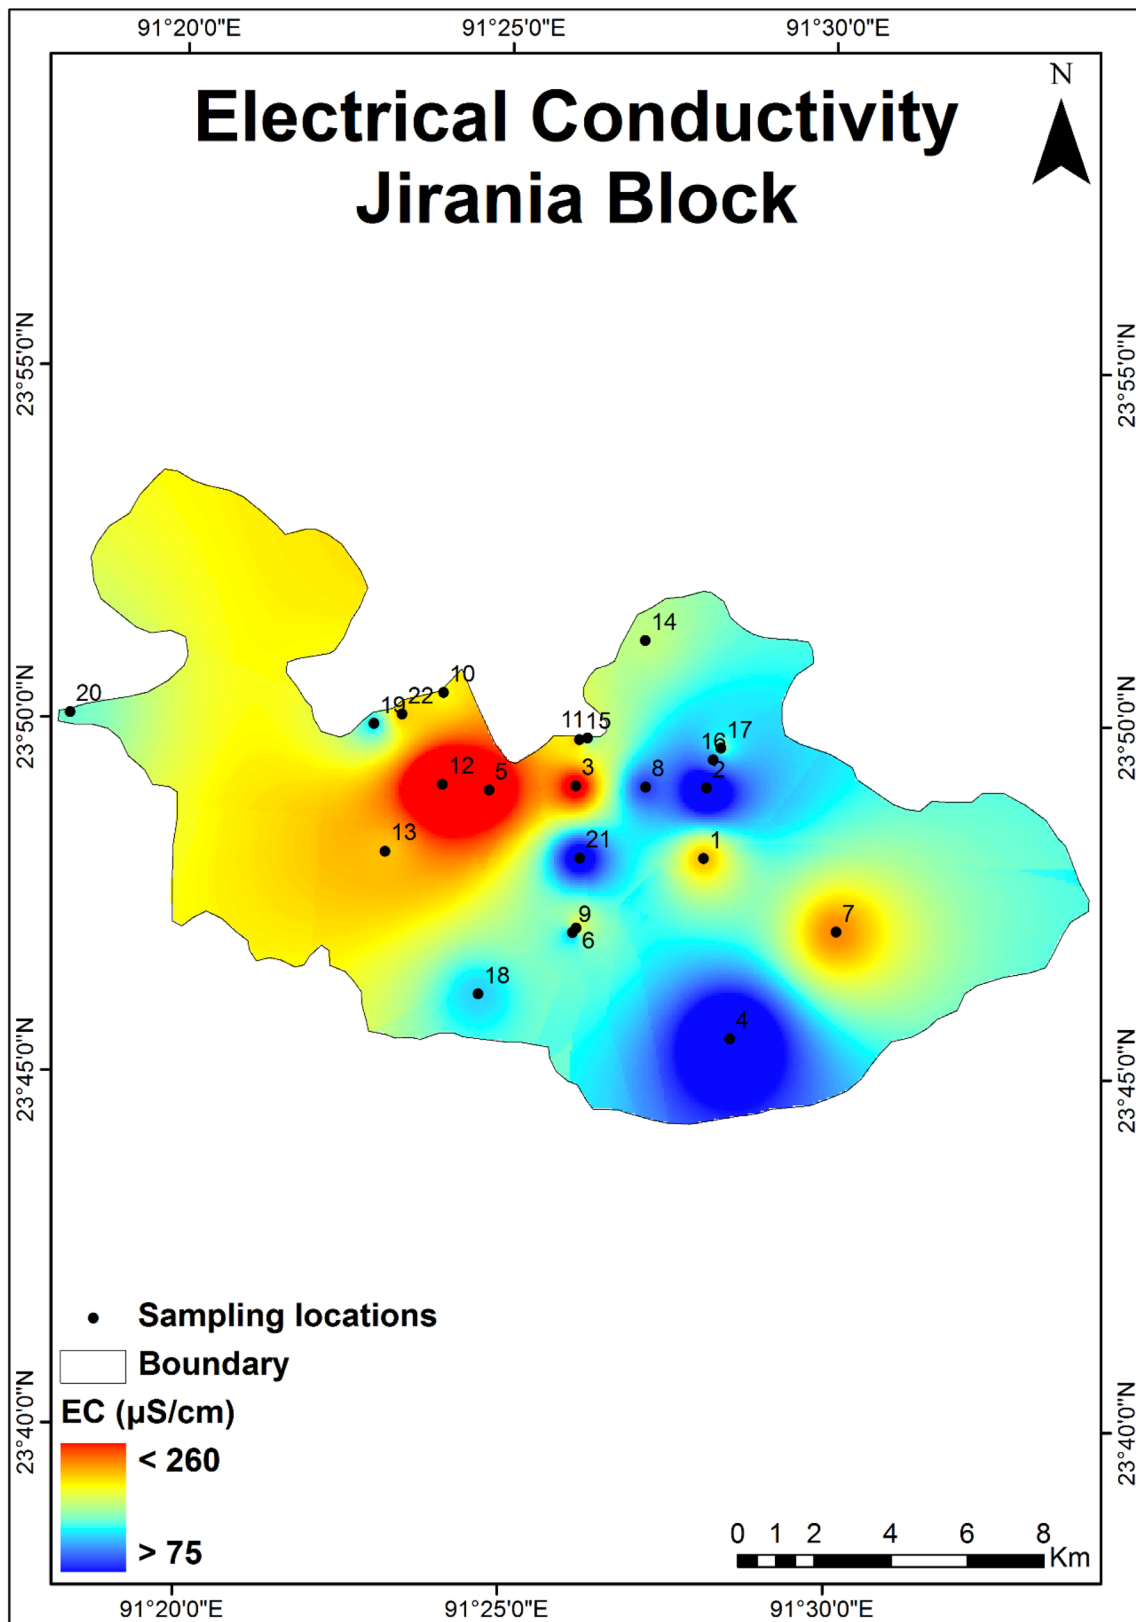 91°20'0"E 91°25'0"E 91°30'0"E
N
Electrical Conductivity
Jirania Block
23°55'0"N 23°55'0"N
14
10
20
22
19
17
11 15
16
23°50'0"N 23°50'0"N
12 5 3 8 2
13
21 1
9
7
6
18
4
23°45'0"N 23°45'0"N
Sampling locations
Boundary
EC (µS/cm)
23°40'0"N 23°40'0"N
< 260
> 75
0 1 2 4 6 8
Km
91°20'0"E 91°25'0"E 91°30'0"E